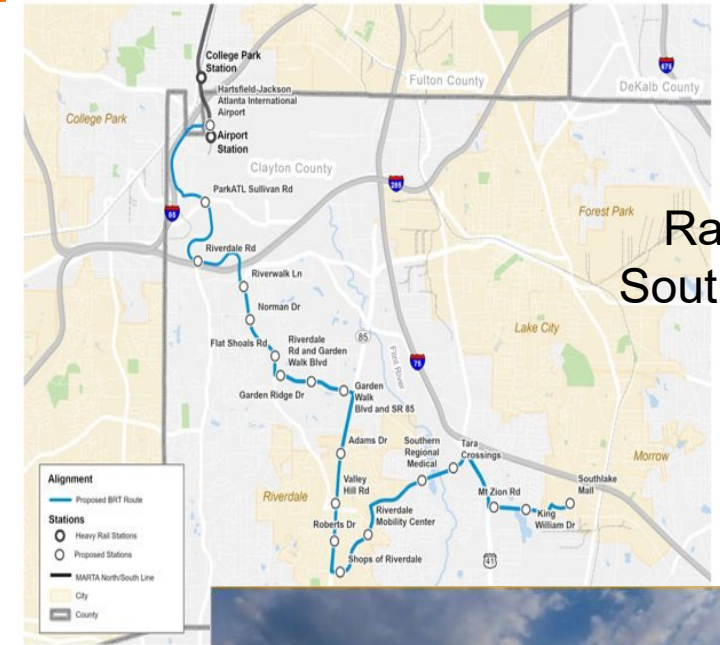 College Park
Station
Hartsfield-Jackson
Atlanta International
Airport
Airport
Station
Fulton County
675
DeKalb County
College Park
Clayton County
285
ParkATL Sullivan Rd
85
Forest Park
Ra
Sout
Riverdale Rd
Riverwalk Ln
Norman Dr
Lake City
Flat Shoals Rd
Riverdale
Rd and Garden
Walk Blvd
85
Flint River
75
Garden Ridge Dr
Garden
Walk
Blvd and SR 85
Adams Dr
Southern
Regional
Medical
Tara
Crossings
Morrow
Valley
Hill Rd
Mt Zion Rd
Southlake
Mall
Riverdale
Riverdale
Mobility Center
King
William Dr
Roberts Dr
Shops of Riverdale
41
Alignment
Proposed BRT Route
Stations
Heavy Rail Stations
Proposed Stations
MARTA North/South Line
City
County